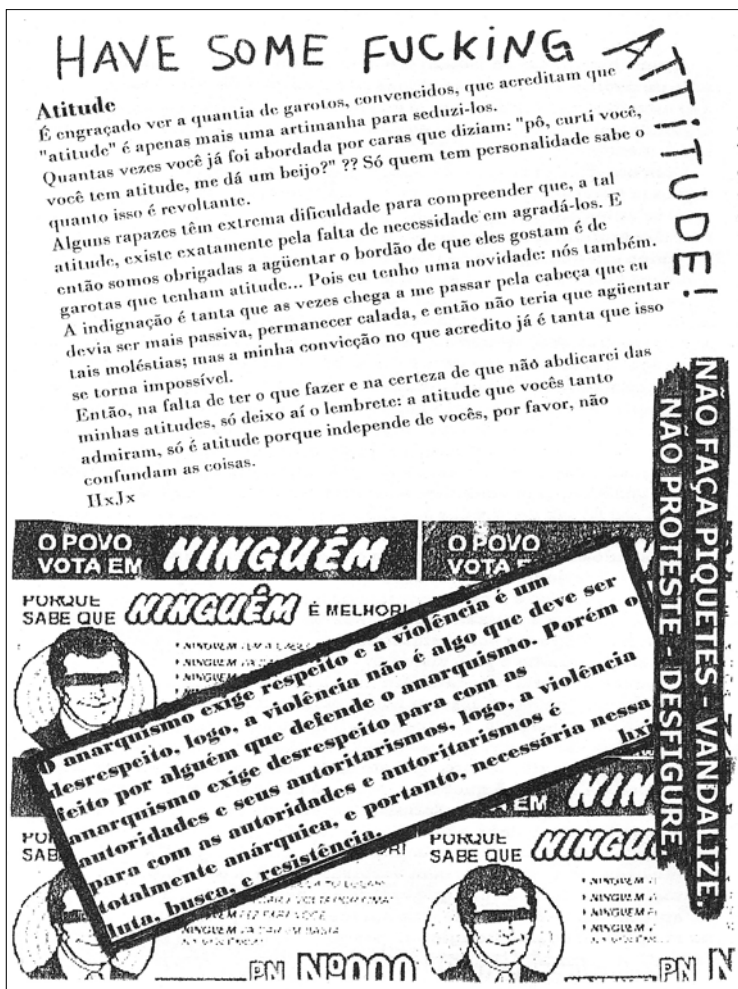 HAVE SOME FUCKING ATTITUDE!
Atitude
É engraçado ver a quantia de garotos, convencidos, que acreditam que
"atitude" é apenas mais uma artimanha para seduzi-los.
Quantas vezes você já foi abordada por caras que diziam: "pô, curti você,
você tem atitude, me dá um beijo?" ?? Só quem tem personalidade sabe o
quanto isso é revoltante.
Alguns rapazes têm extrema dificuldade para compreender que, a tal
atitude, existe exatamente pela falta de necessidade em agradá-los. E
então somos obrigadas a agüentar o bordão de que eles gostam é de
garotas que tenham atitude... Pois eu tenho uma novidade: nós também.
A indignação é tanta que as vezes chega a me passar pela cabeça que eu
devia ser mais passiva, permanecer calada, e então não teria que agüentar
tais moléstias; mas a minha convicção no que acredito já é tanta que isso
se torna impossível.
Então, na falta de ter o que fazer e na certeza de que não abdicarei das
minhas atitudes, só deixo aí o lembrete: a atitude que vocês tanto
admiram, só é atitude porque independe de vocês, por favor, não
confundam as coisas.
HxJx
NÃO FAÇA PIQUETES - VANDALIZE.
NÃO PROTESTE - DESFIGURE.
O POVO
VOTA EM NINGUÉM
PORQUE
SABE QUE NINGUÉM É MELHOR!
O POVO
VOTA E
O anarquismo exige respeito e a violência é um
desrespeito, logo, a violência não é algo que deve ser
feito por alguém que defende o anarquismo. Porém o
anarquismo exige desrespeito para com as
autoridades e seus autoritarismos, logo, a violência
para com as autoridades e autoritarismos é
totalmente anárquica, e portanto, necessária nessa
luta, busca, e resistência.
hxj
EM NIN
PORQUE
SABE QUE NINGU
PN Nº000
PN N